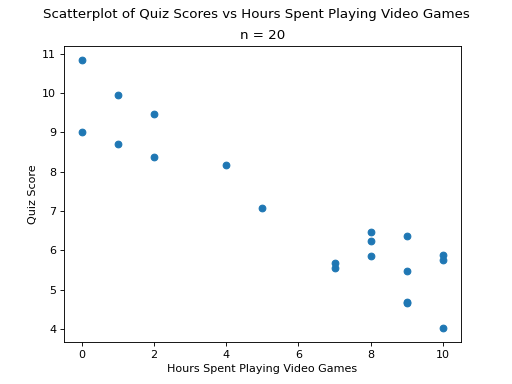 Scatterplot of Quiz Scores vs Hours Spent Playing Video Games
n = 20
11
10
9
8
7
6
5
4
Quiz Score
0 2 4 6 8 10
Hours Spent Playing Video Games